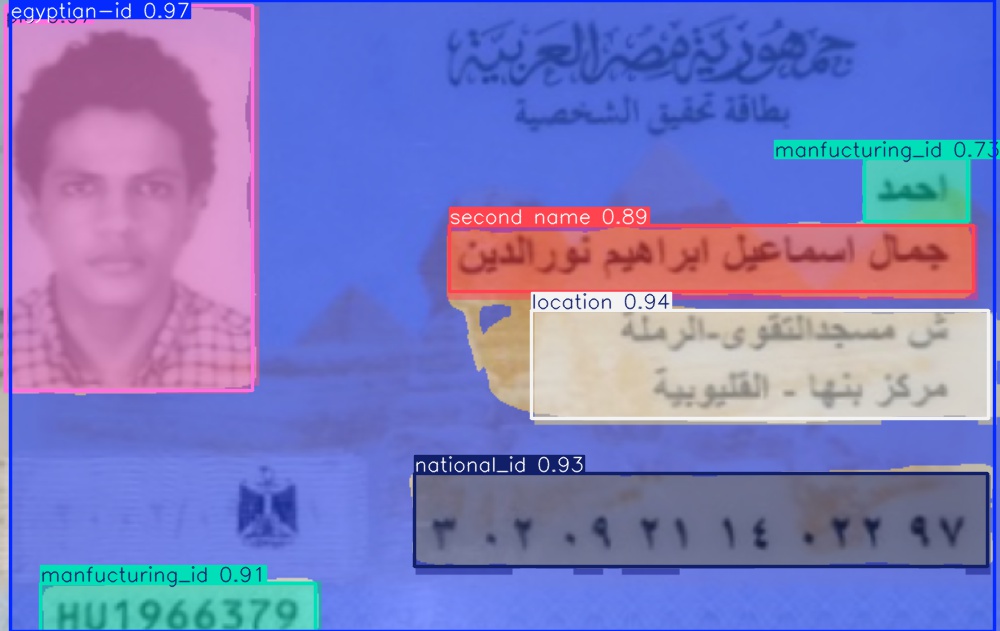 egyptian-id 0.97
جمهورية مصر العربية
بطاقة تحقيق الشخصية
manfucturing_id 0.73
احمد
second name 0.89
جمال اسماعيل ابراهيم نورالدين
location 0.94
ش مسجدالتقوى-الرملة
مركز بنها - القليوبية
national_id 0.93
٣ ٠٢ ٠٩ ٢١ ١٤ ٠٢٢ ٩٧
manfucturing_id 0.91
HU1966379